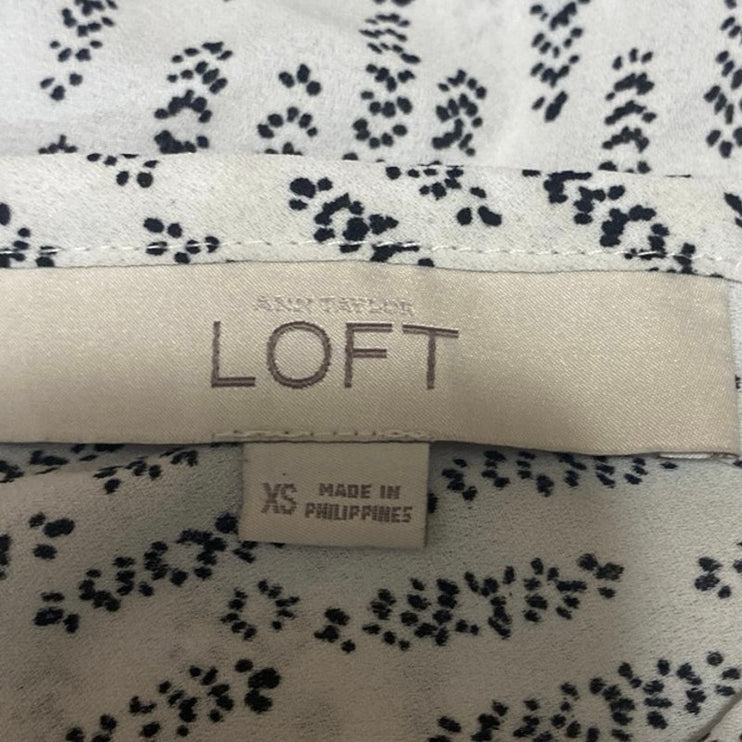 ANN TAYLOR
LOFT
XS
MADE IN
PHILIPPINES